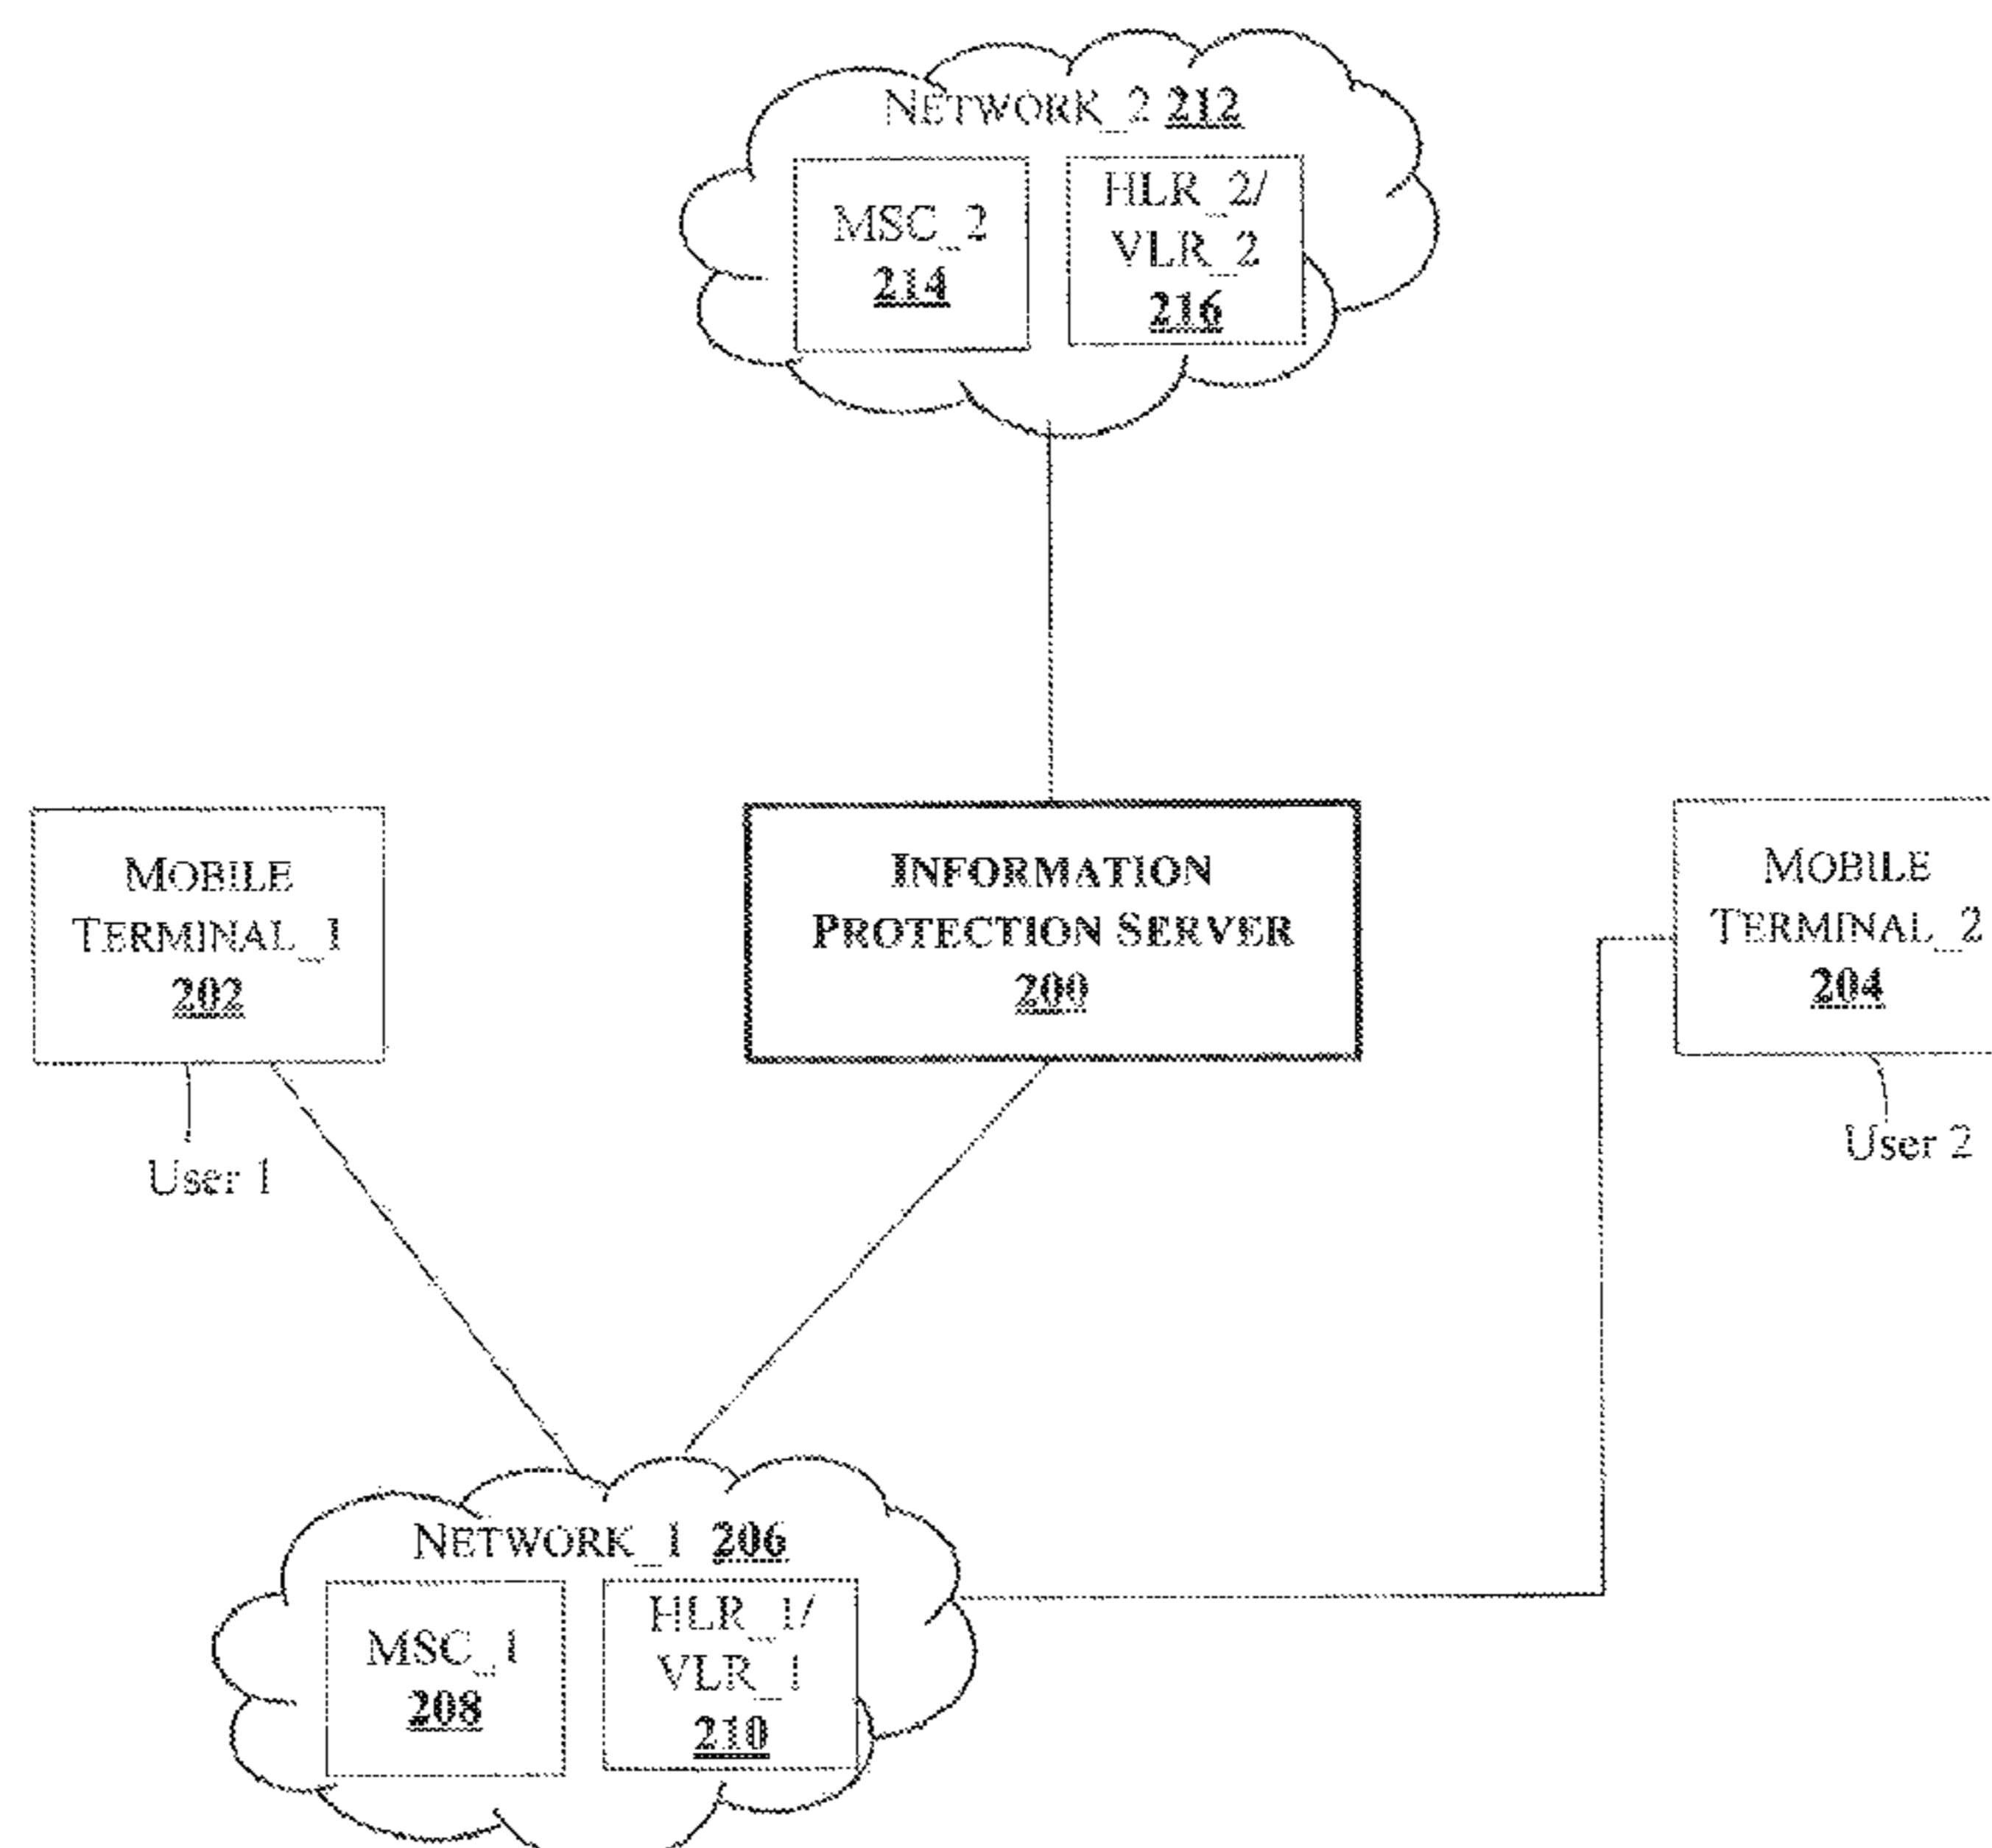 NETWORK_2 212
MSC_2
214
HLR_2/
VLR_2
216
MOBILE
TERMINAL_1
202
User 1
INFORMATION
PROTECTION SERVER
200
MOBILE
TERMINAL_2
204
User 2
NETWORK_1 206
MSC_1
208
HLR_1/
VLR_1
210